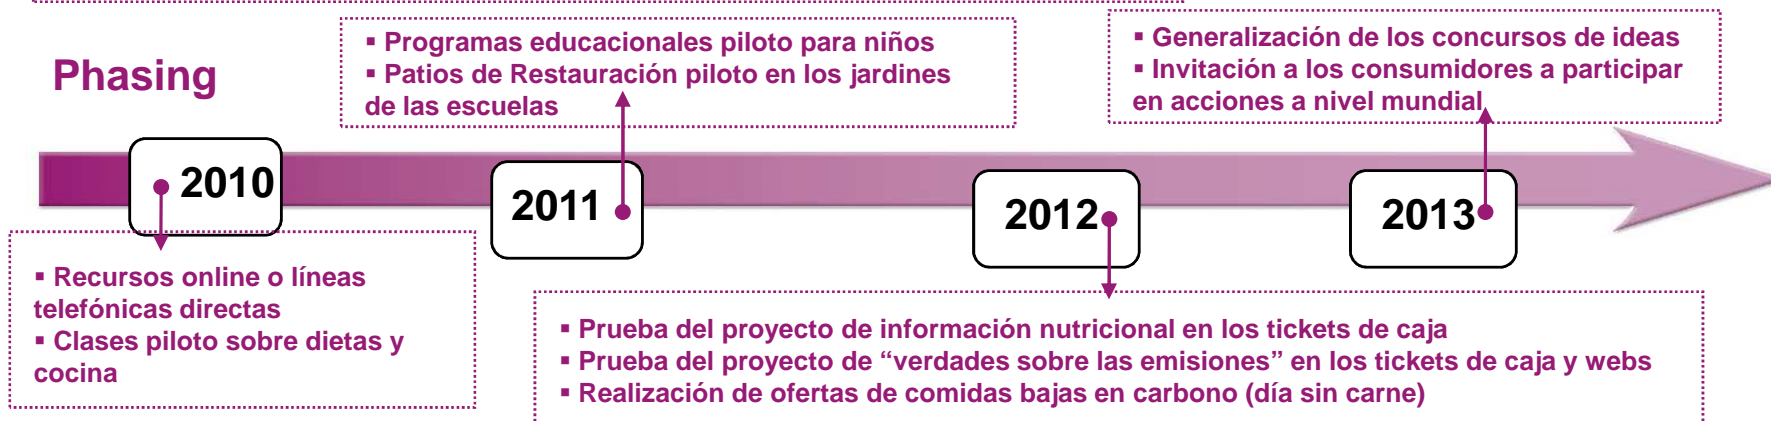 Phasing
▪ Programas educacionales piloto para niños
▪ Patios de Restauración piloto en los jardines
de las escuelas
▪ Generalización de los concursos de ideas
▪ Invitación a los consumidores a participar
en acciones a nivel mundial
2010
2011
2012
2013
▪ Recursos online o líneas
telefónicas directas
▪ Clases piloto sobre dietas y
cocina
▪ Prueba del proyecto de información nutricional en los tickets de caja
▪ Prueba del proyecto de “verdades sobre las emisiones” en los tickets de caja y webs
▪ Realización de ofertas de comidas bajas en carbono (día sin carne)